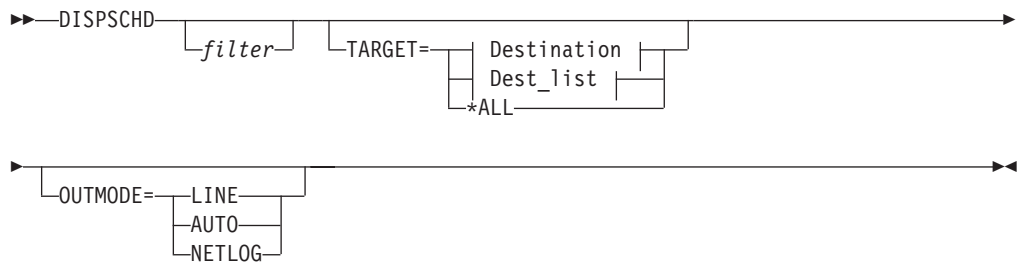 DISPSCHD
filter
TARGET= Destination
Dest_list
*ALL
OUTMODE= LINE
AUTO
NETLOG